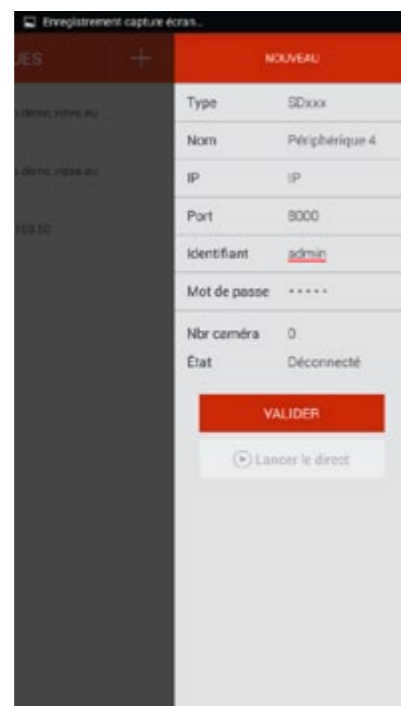 Enregistrement capture écran...
UES +
NOUVEAU
Type SDxxx
Nom Périphérique 4
IP IP
Port 8000
Identifiant admin
Mot de passe •••••
Nbr caméra 0
État Déconnecté
VALIDER
Lancer le direct